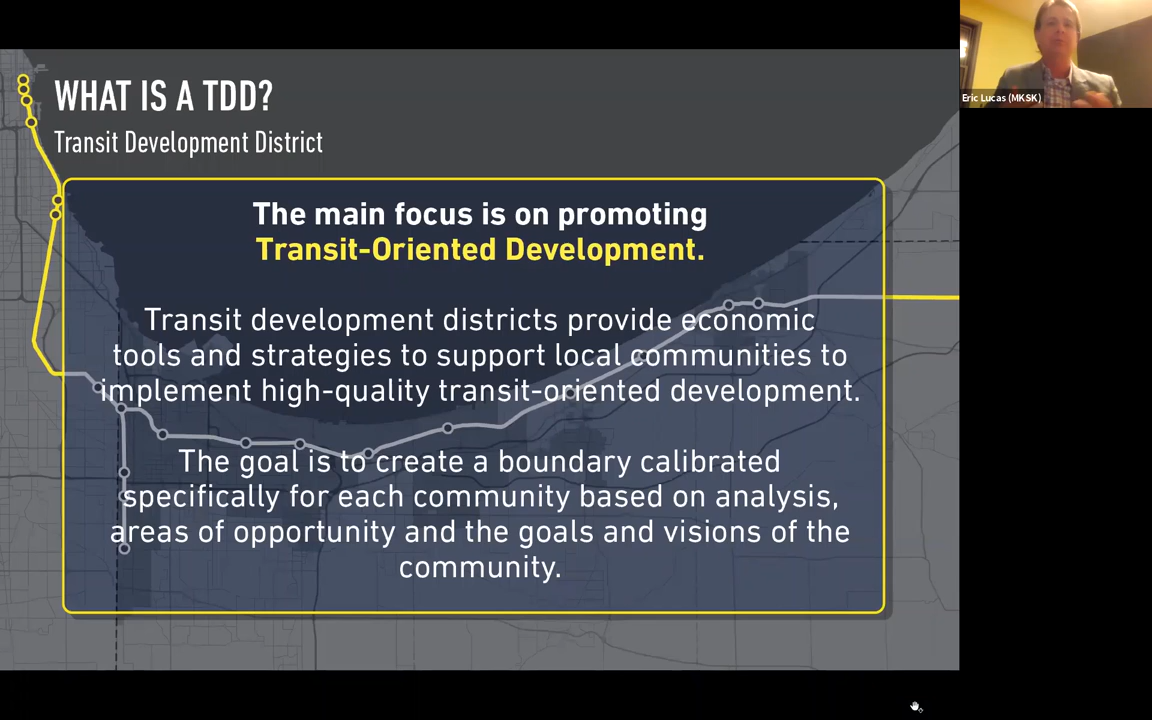 WHAT IS A TDD?
Transit Development District
The main focus is on promoting
Transit-Oriented Development.
Transit development districts provide economic
tools and strategies to support local communities to
implement high-quality transit-oriented development.
The goal is to create a boundary calibrated
specifically for each community based on analysis,
areas of opportunity and the goals and visions of the
community.
Eric Lucas (MKSK)